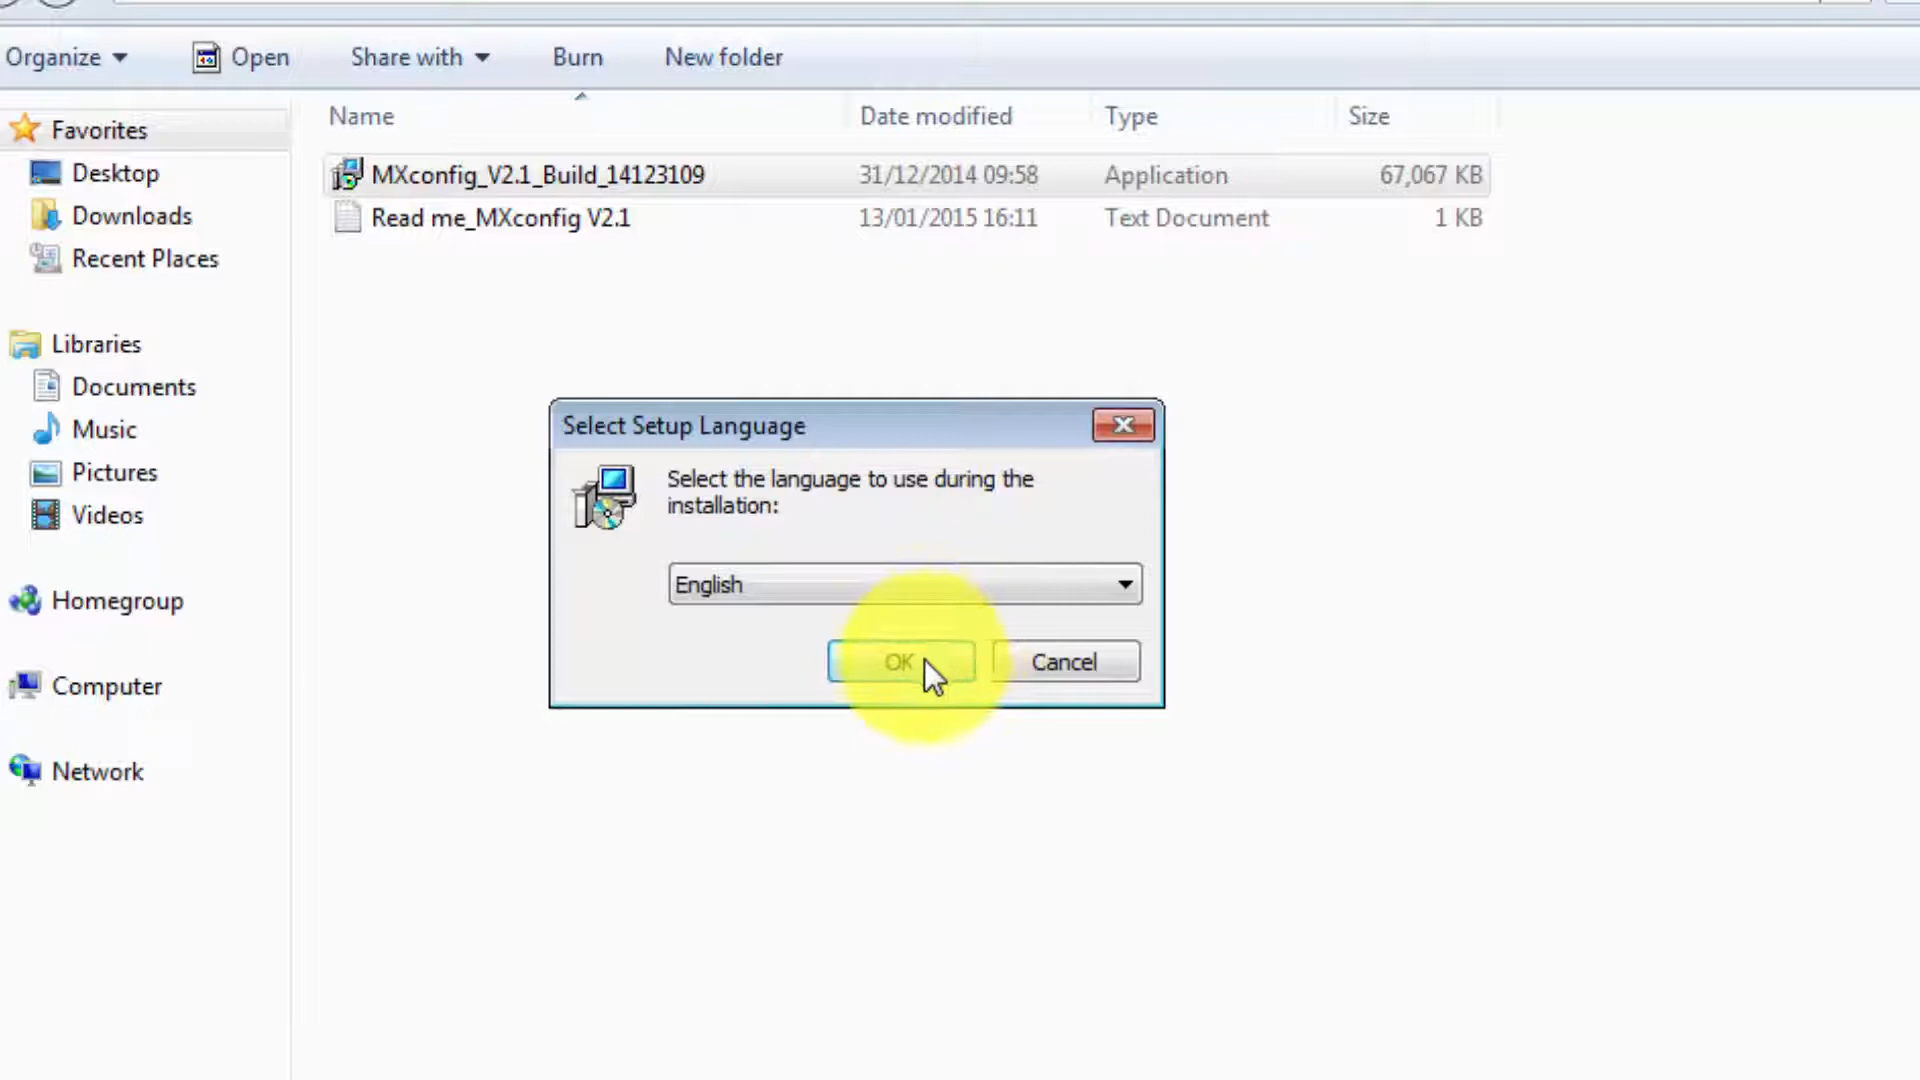 Organize Open Share with Burn New folder
Name Date modified Type Size
Favorites
MXconfig_V2.1_Build_14123109 31/12/2014 09:58 Application 67,067 KB
Desktop
Read me_MXconfig V2.1 13/01/2015 16:11 Text Document 1 KB
Downloads
Recent Places
Libraries
Documents
Music
Pictures
Videos
Homegroup
Computer
Network
Select Setup Language
Select the language to use during the
installation:
English
OK Cancel